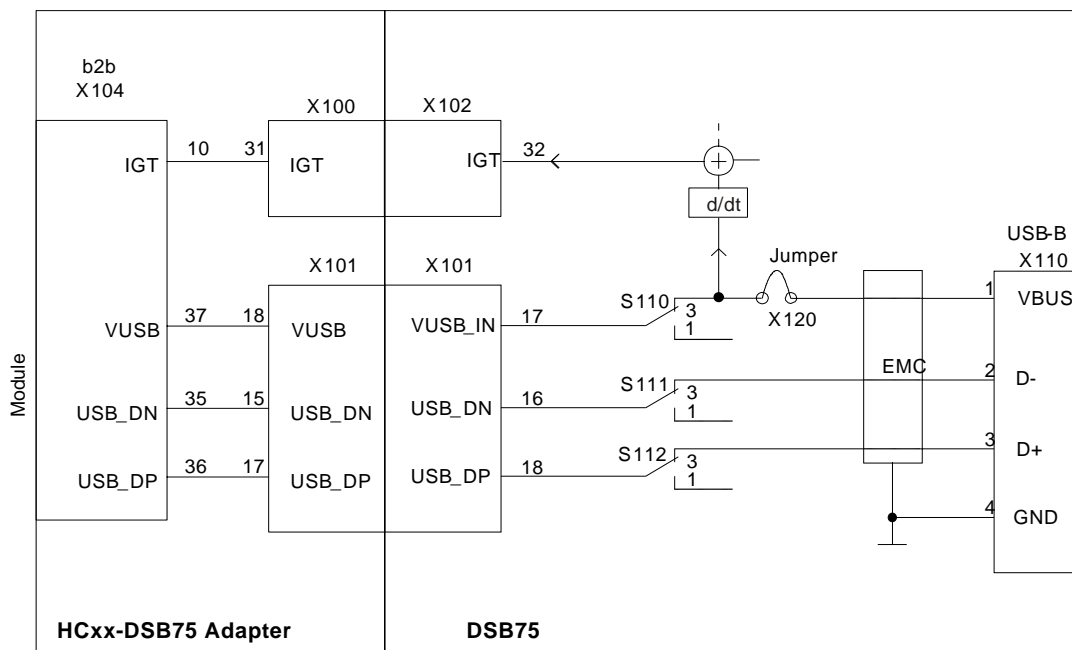 b2b
X104
X100
X102
IGT
10
31
IGT
IGT
32
+
d/dt
USB-B
X110
Jumper
X101
X101
S110
3
1
X120
1
VBUS
VUSB
37
18
VUSB
VUSB_IN
17
EMC
2
D-
S111
3
1
USB_DN
35
15
USB_DN
USB_DN
16
3
D+
S112
3
1
USB_DP
36
17
USB_DP
USB_DP
18
4
GND
Module
HCxx-DSB75 Adapter
DSB75